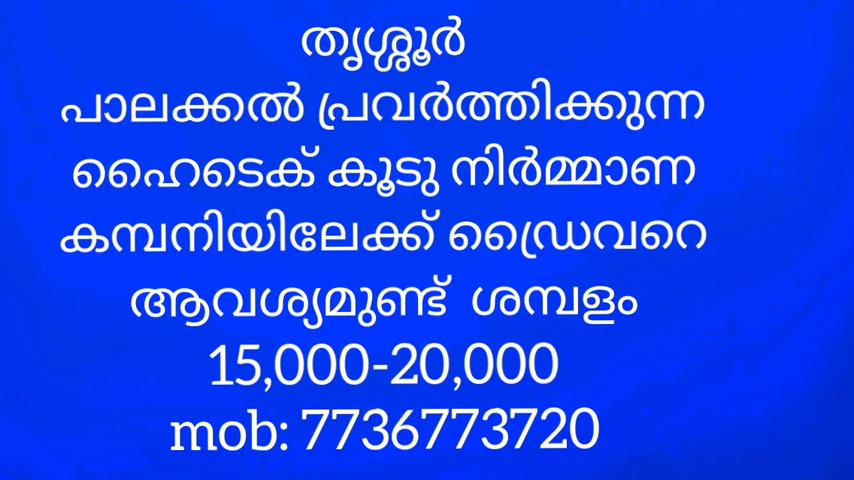 തൃശ്ശൂർ
പാലക്കൽ പ്രവർത്തിക്കുന്ന
ഹൈടെക് കൂടു നിർമ്മാണ
കമ്പനിയിലേക്ക് ഡ്രൈവറെ
ആവശ്യമുണ്ട് ശമ്പളം
15,000-20,000
mob: 7736773720